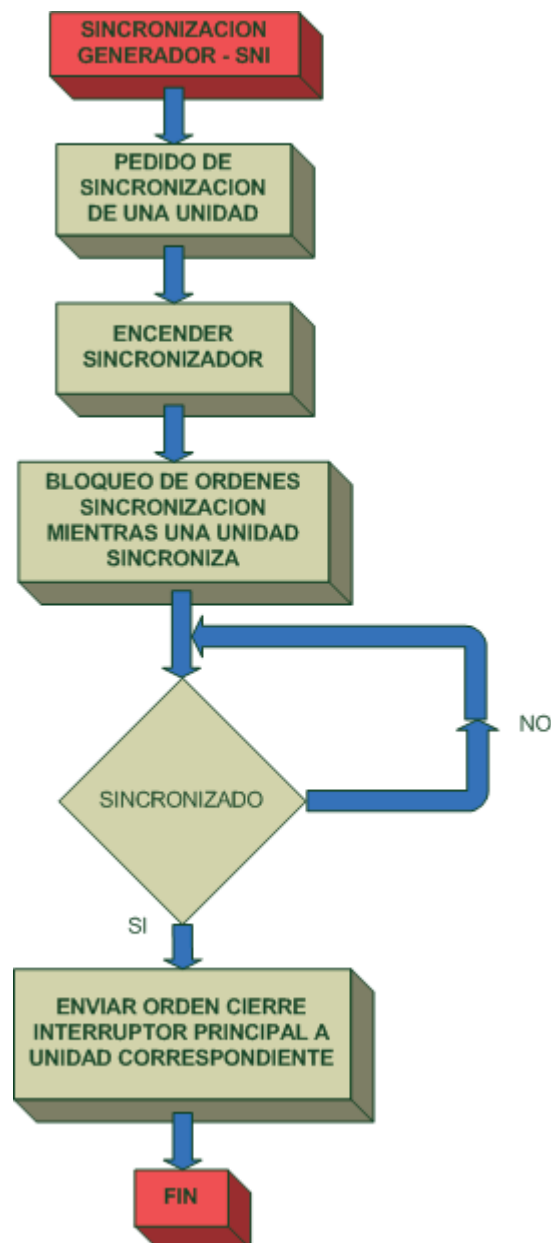 SINCRONIZACION
GENERADOR - SNI
PEDIDO DE
SINCRONIZACION
DE UNA UNIDAD
ENCENDER
SINCRONIZADOR
BLOQUEO DE ORDENES
SINCRONIZACION
MIENTRAS UNA UNIDAD
SINCRONIZA
NO
SINCRONIZADO
SI
ENVIAR ORDEN CIERRE
INTERRUPTOR PRINCIPAL A
UNIDAD CORRESPONDIENTE
FIN